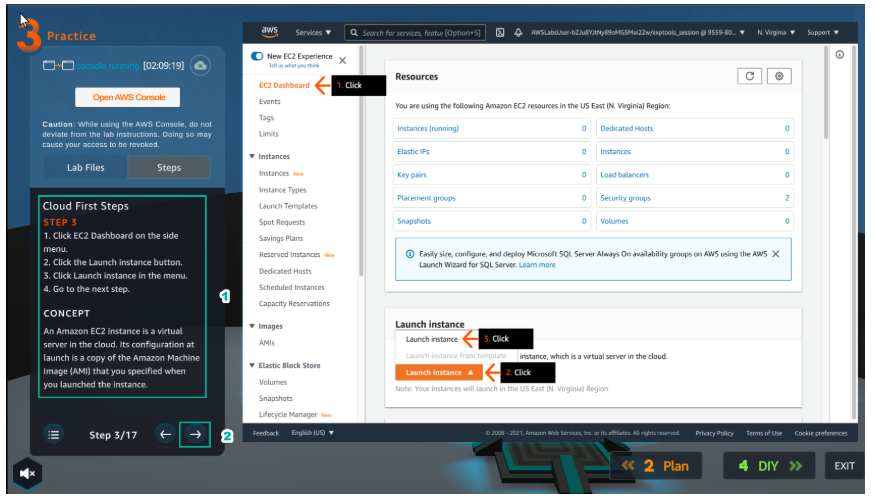 3 Practice
console running [02:09:19]
Open AWS Console
Caution: While using the AWS Console, do not
deviate from the lab instructions. Doing so may
cause your access to be revoked.
Lab Files
Steps
Cloud First Steps
STEP 3
1. Click EC2 Dashboard on the side
menu.
2. Click the Launch instance button.
3. Click Launch instance in the menu.
4. Go to the next step.
1
CONCEPT
An Amazon EC2 instance is a virtual
server in the cloud. Its configuration at
launch is a copy of the Amazon Machine
Image (AMI) that you specified when
you launched the instance.
Step 3/17
2
aws
Services
Search for services, featur [Option+S]
N. Virginia
Support
New EC2 Experience
Tell us what you think
EC2 Dashboard
1. Click
Events
Tags
Limits
Instances
Instances New
Instance Types
Launch Templates
Spot Requests
Savings Plans
Reserved Instances New
Dedicated Hosts
Scheduled Instances
Capacity Reservations
Images
AMIs
Elastic Block Store
Volumes
Snapshots
Lifecycle Manager New
Resources
You are using the following Amazon EC2 resources in the US East (N. Virginia) Region:
Instances (running) 0 Dedicated Hosts 0
Elastic IPs 0 Instances 0
Key pairs 0 Load balancers 0
Placement groups 0 Security groups 2
Snapshots 0 Volumes 0
Easily size, configure, and deploy Microsoft SQL Server Always On availability groups on AWS using the AWS
Launch Wizard for SQL Server. Learn more
Launch instance
Launch instance
3. Click
Launch instance from template instance, which is a virtual server in the cloud.
Launch instance
2. Click
Note: Your instances will launch in the US East (N. Virginia) Region
Feedback English (US)
© 2008 - 2021, Amazon Web Services, Inc. or its affiliates. All rights reserved. Privacy Policy Terms of Use Cookie preferences
2 Plan
4 DIY
EXIT